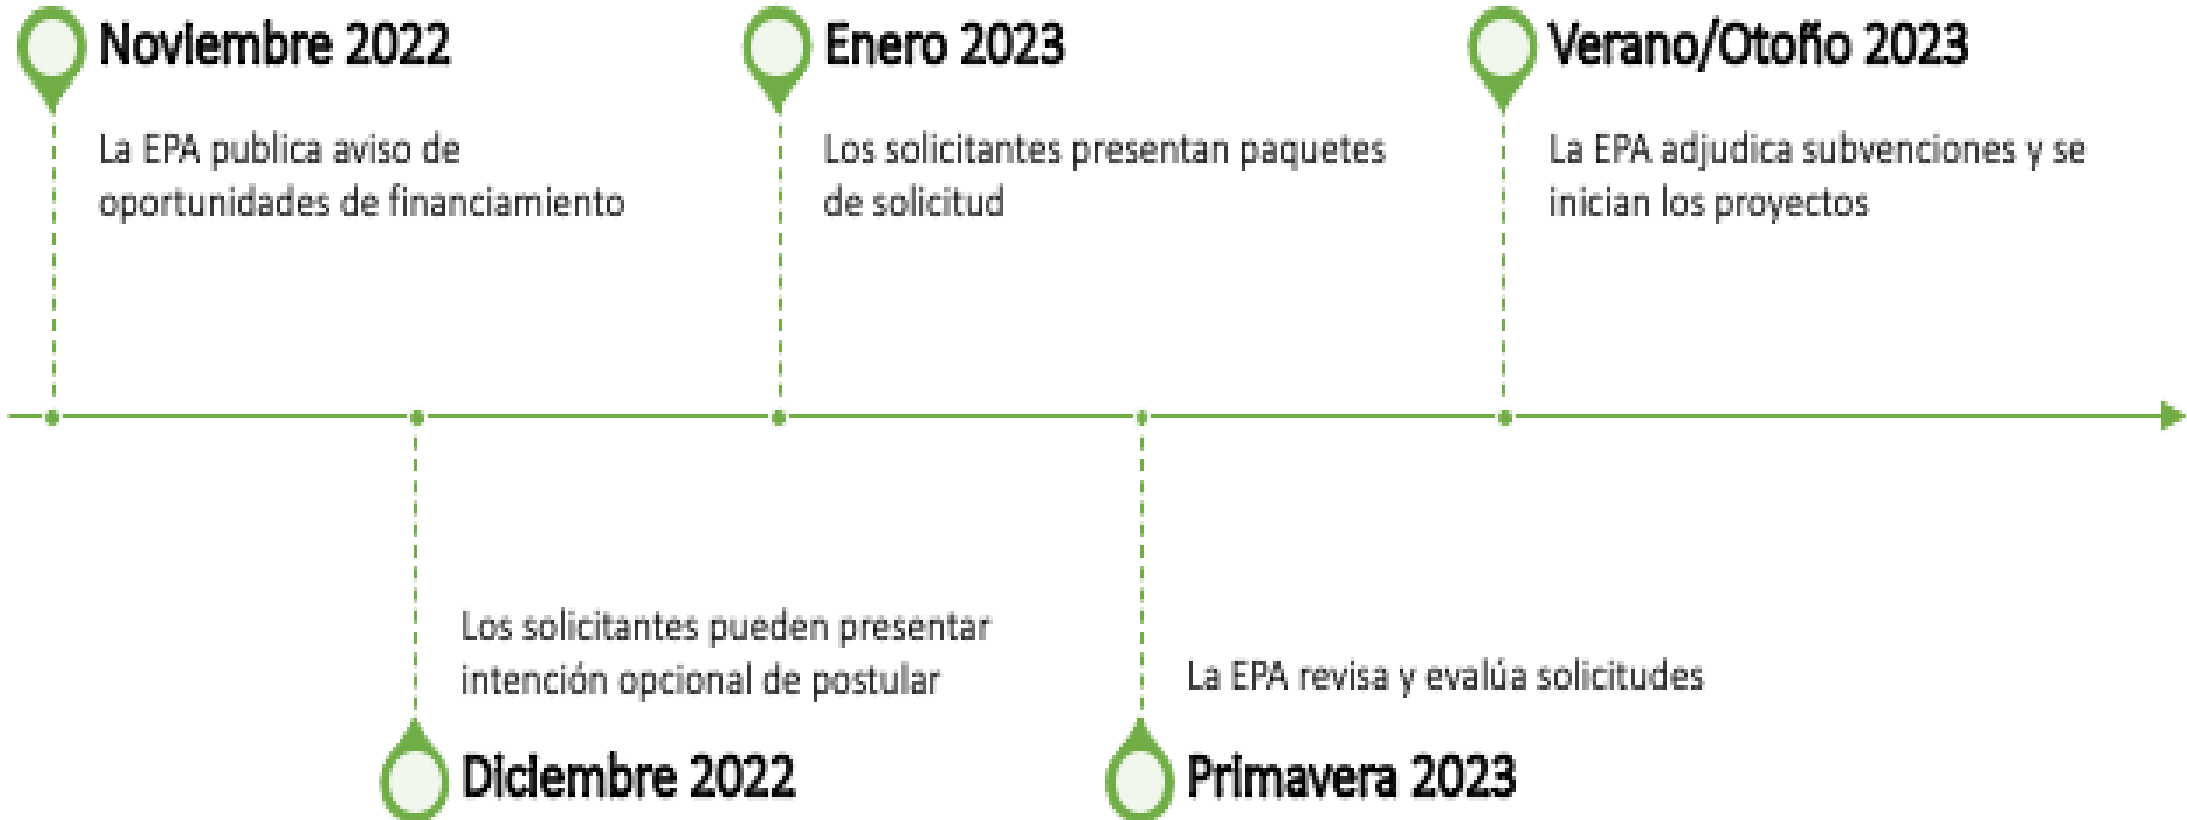 Noviembre 2022
La EPA publica aviso de
oportunidades de financiamiento
Diciembre 2022
Los solicitantes pueden presentar
intención opcional de postular
Enero 2023
Los solicitantes presentan paquetes
de solicitud
Primavera 2023
La EPA revisa y evalúa solicitudes
Verano/Otoño 2023
La EPA adjudica subvenciones y se
inician los proyectos